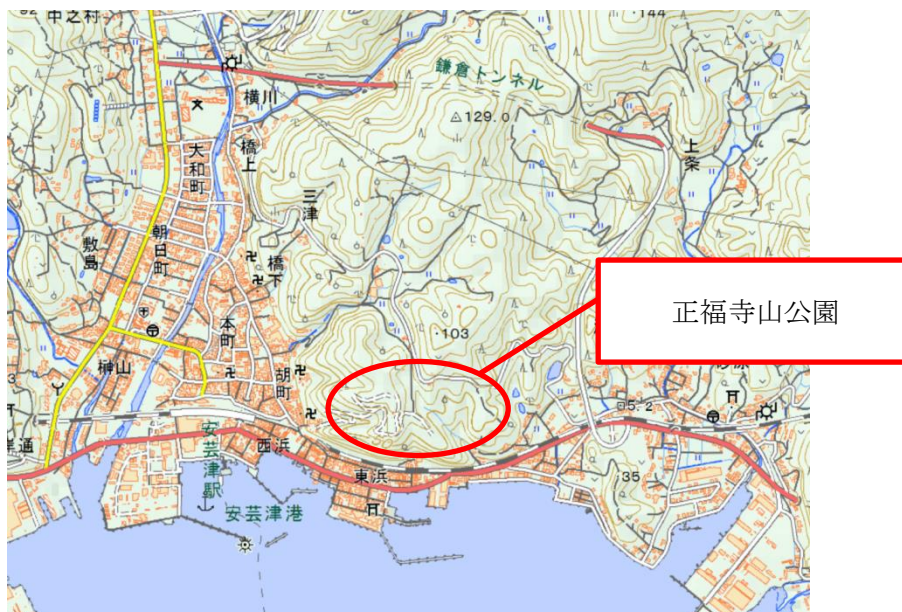 92 中之村
144
鎌倉トンネル
横川
129.0
大和町
橋上
上条
三津
朝日町
敷島
橋下
正福寺山公園
本町
103
榊山
胡町
5.2
安芸津駅
西浜
東浜
35
安芸津港